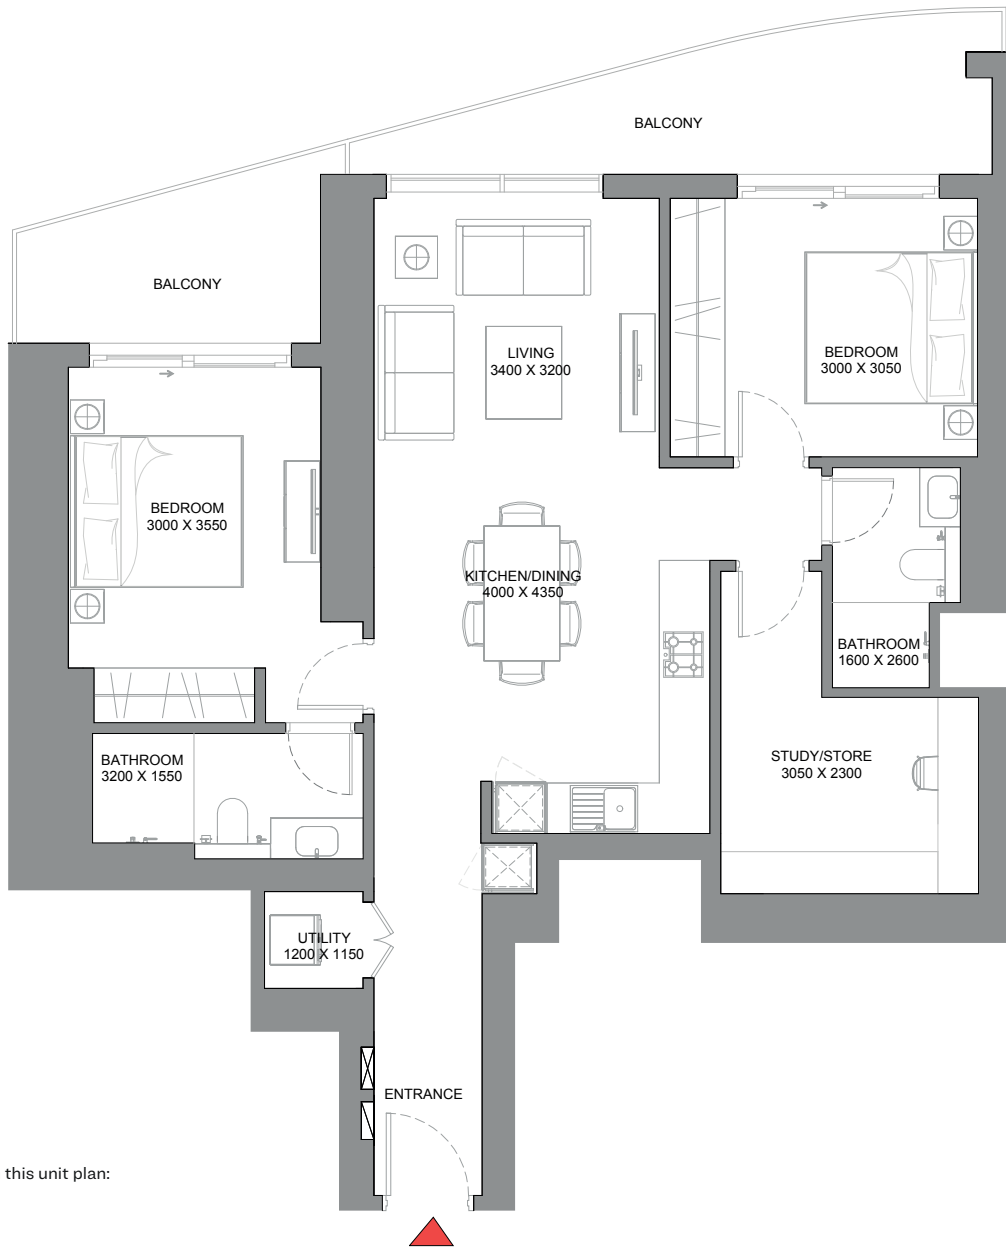 BALCONY
BALCONY
LIVING
3400 X 3200
BEDROOM
3000 X 3050
BEDROOM
3000 X 3550
KITCHEN/DINING
4000 X 4350
BATHROOM
1600 X 2600
BATHROOM
3200 X 1550
STUDY/STORE
3050 X 2300
UTILITY
1200 X 1150
ENTRANCE
this unit plan: